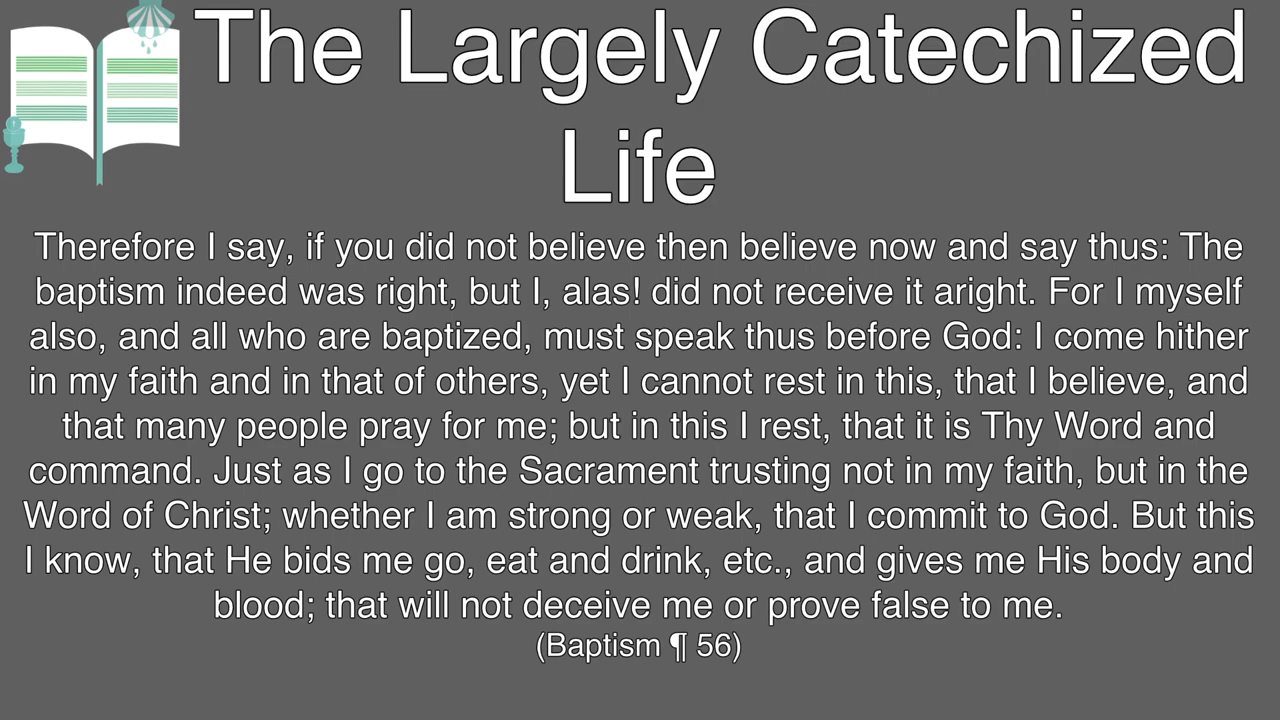 The Largely Catechized
Life
Therefore I say, if you did not believe then believe now and say thus: The
baptism indeed was right, but I, alas! did not receive it aright. For I myself
also, and all who are baptized, must speak thus before God: I come hither
in my faith and in that of others, yet I cannot rest in this, that I believe, and
that many people pray for me; but in this I rest, that it is Thy Word and
command. Just as I go to the Sacrament trusting not in my faith, but in the
Word of Christ; whether I am strong or weak, that I commit to God. But this
I know, that He bids me go, eat and drink, etc., and gives me His body and
blood; that will not deceive me or prove false to me.
(Baptism ¶ 56)